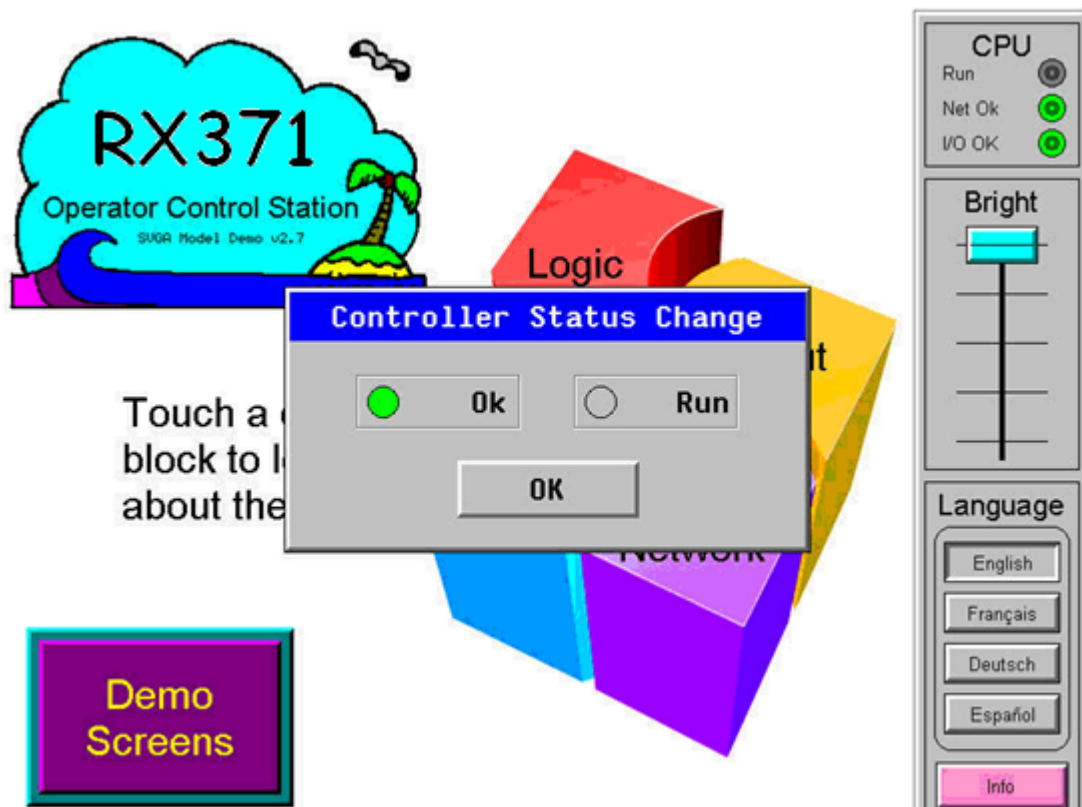 RX371
Operator Control Station
SVGA Model Demo v2.7
Logic
Controller Status Change
Ok
Run
OK
Touch a
block to
about the
Network
Demo
Screens
CPU
Run
Net Ok
I/O OK
Bright
Language
English
Français
Deutsch
Español
Info